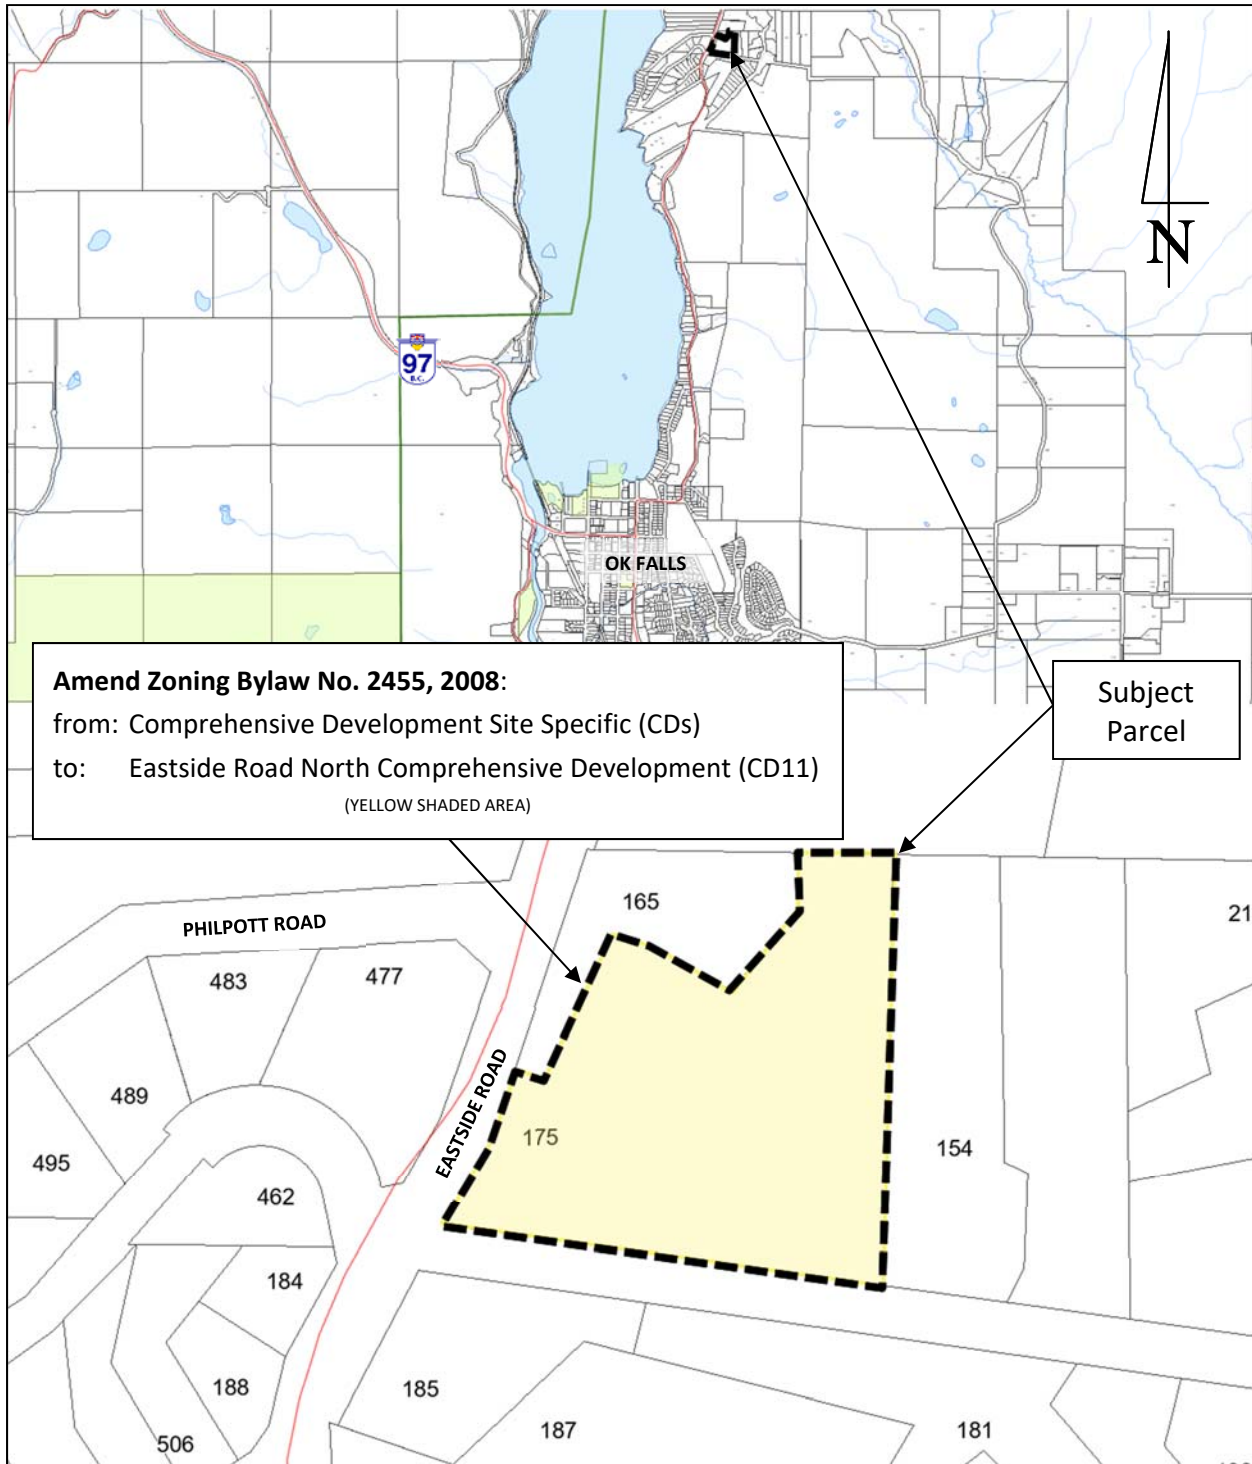 N
97
B.C.
OK FALLS
Amend Zoning Bylaw No. 2455, 2008:
from: Comprehensive Development Site Specific (CDs)
to: Eastside Road North Comprehensive Development (CD11)
(YELLOW SHADED AREA)
Subject
Parcel
165
21
PHILPOTT ROAD
483
477
489
EASTSIDE ROAD
175
154
495
462
184
188
185
187
181
506